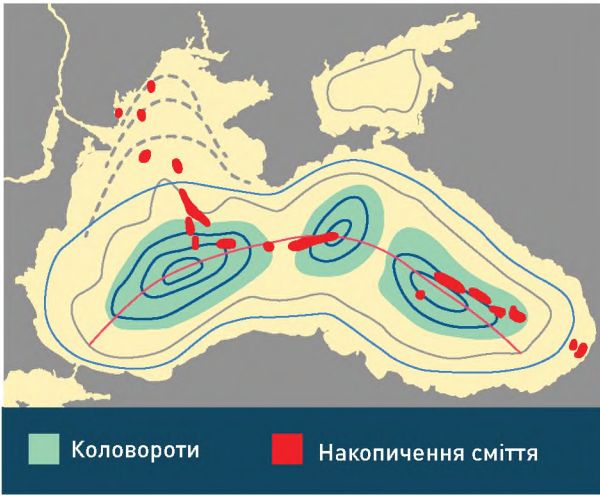 Коловороти
Накопичення сміття